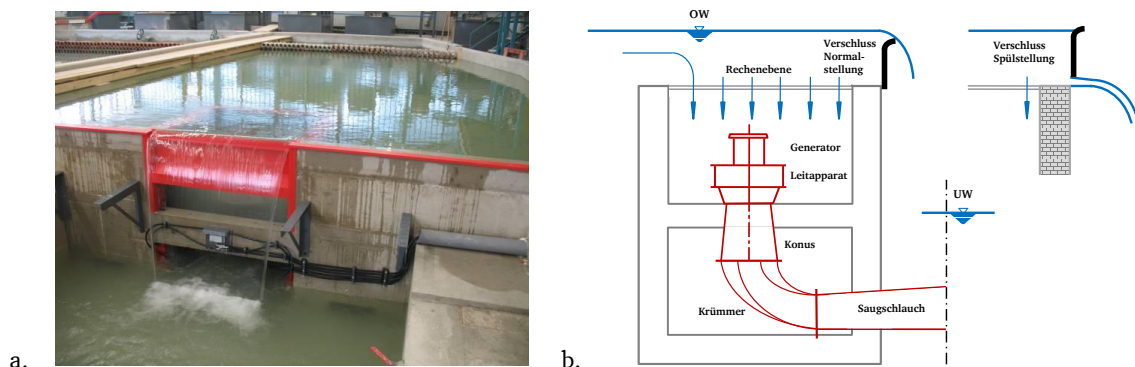 OW
Verschluss
Normal-
stellung
Rechenebene
Verschluss
Spülstellung
Generator
Leitapparat
UW
Konus
Krümmer
Saugschlauch
a.
b.